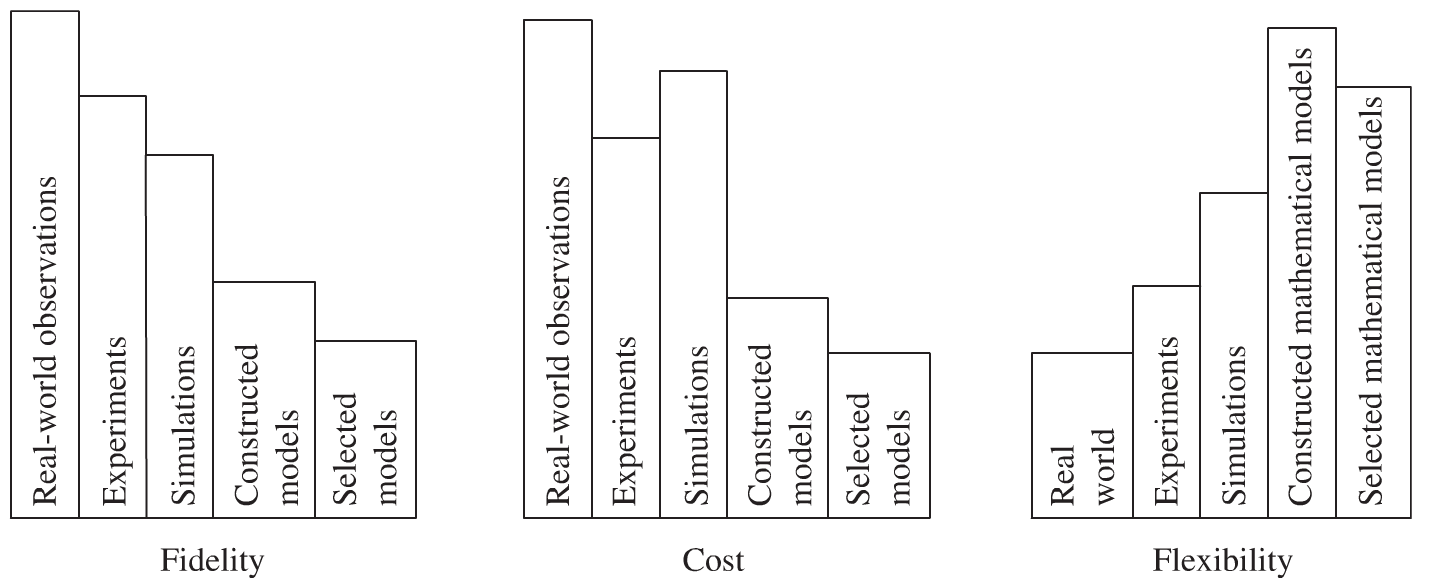 Real-world observations
Experiments
Simulations
Constructed
models
Selected
models
Fidelity
Real-world observations
Experiments
Simulations
Constructed
models
Selected
models
Cost
Real
world
Experiments
Simulations
Constructed mathematical models
Selected mathematical models
Flexibility